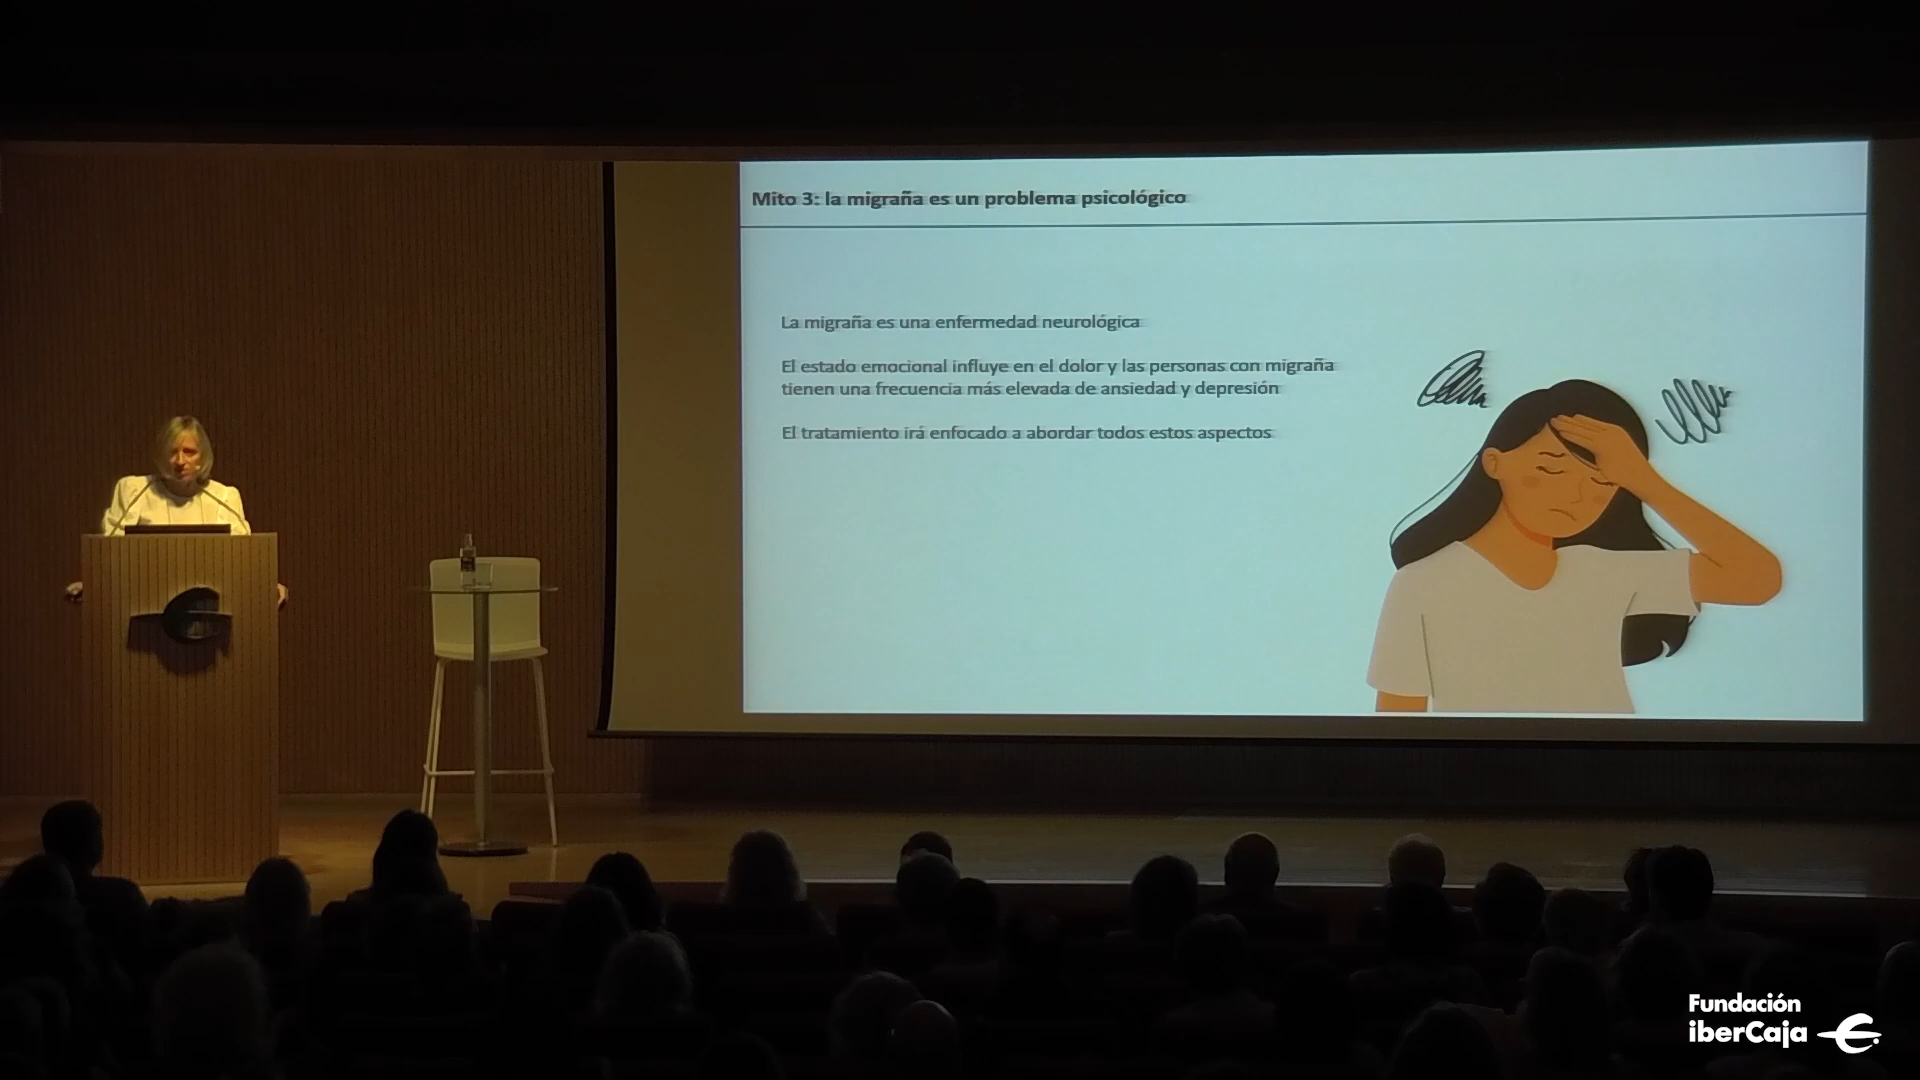 Mito 3: la migraña es un problema psicológico
La migraña es una enfermedad neurológica
El estado emocional influye en el dolor y las personas con migraña
tienen una frecuencia más elevada de ansiedad y depresión
El tratamiento irá enfocado a abordar todos estos aspectos
Fundación
iberCaja